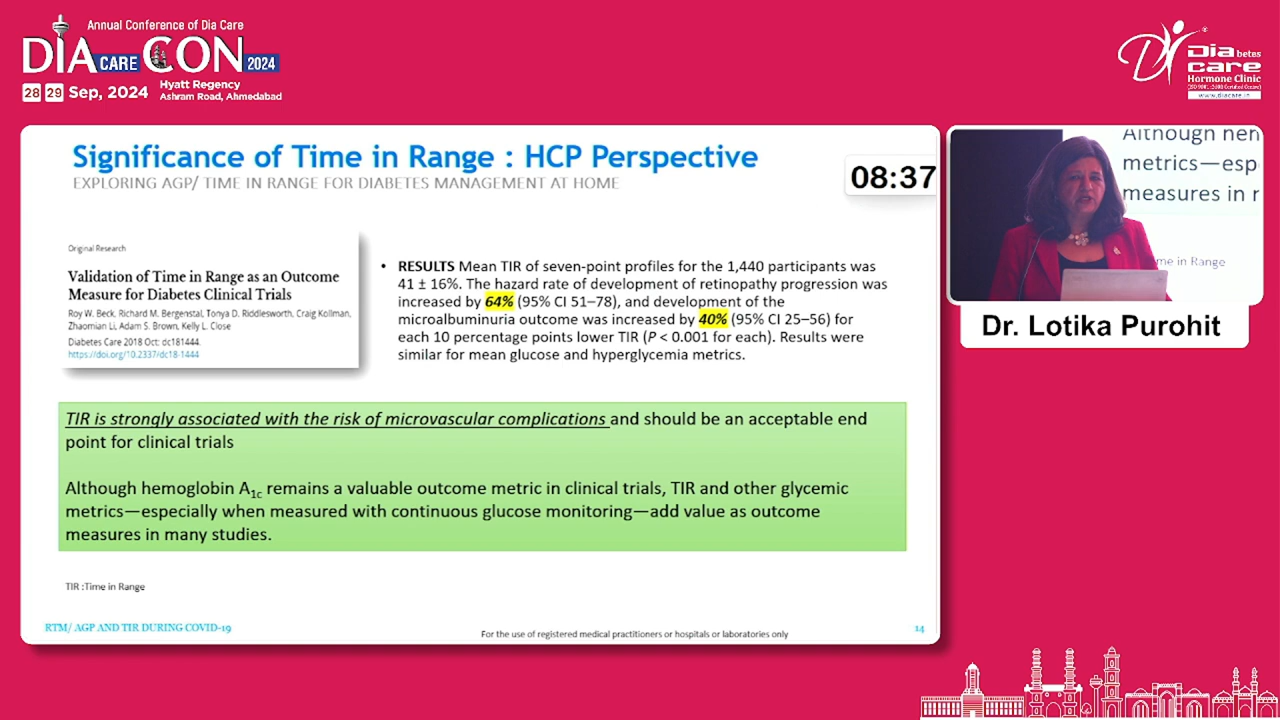 Annual Conference of Dia Care
DIA CARE CON 2024
28 29 Sep, 2024
Hyatt Regency
Ashram Road, Ahmedabad
Diabetes
care
Hormone Clinic
www.diacare.in
Significance of Time in Range : HCP Perspective
EXPLORING AGP/ TIME IN RANGE FOR DIABETES MANAGEMENT AT HOME
08:37
Original Research
Validation of Time in Range as an Outcome
Measure for Diabetes Clinical Trials
Roy W. Beck, Richard M. Bergenstal, Tonya D. Riddlesworth, Craig Kollman,
Zhaomian Li, Adam S. Brown, Kelly L. Close
Diabetes Care 2018 Oct: dc181444.
https://doi.org/10.2337/dc18-1444
• RESULTS Mean TIR of seven-point profiles for the 1,440 participants was
41 ± 16%. The hazard rate of development of retinopathy progression was
increased by 64% (95% CI 51–78), and development of the
microalbuminuria outcome was increased by 40% (95% CI 25–56) for
each 10 percentage points lower TIR (P < 0.001 for each). Results were
similar for mean glucose and hyperglycemia metrics.
TIR is strongly associated with the risk of microvascular complications and should be an acceptable end
point for clinical trials
Although hemoglobin A1c remains a valuable outcome metric in clinical trials, TIR and other glycemic
metrics—especially when measured with continuous glucose monitoring—add value as outcome
measures in many studies.
TIR :Time in Range
RTM/ AGP AND TIR DURING COVID-19
For the use of registered medical practitioners or hospitals or laboratories only
14
Although hem
metrics—esp
measures in r
me in Range
Dr. Lotika Purohit